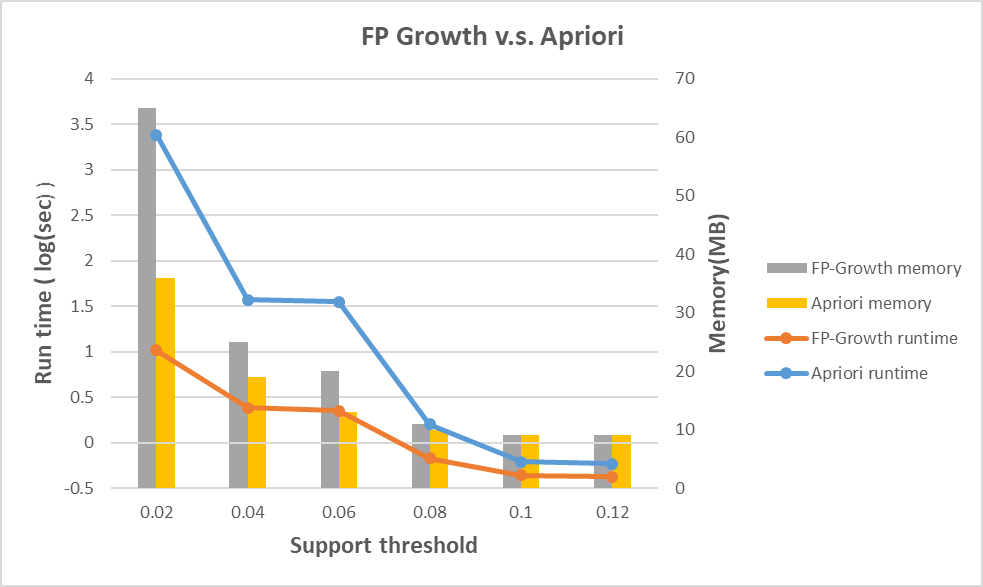 FP Growth v.s. Apriori
4
3.5
3
2.5
2
1.5
1
0.5
0
-0.5
Run time ( log(sec) )
70
60
50
40
30
20
10
0
Memory(MB)
0.02 0.04 0.06 0.08 0.1 0.12
Support threshold
FP-Growth memory
Apriori memory
FP-Growth runtime
Apriori runtime